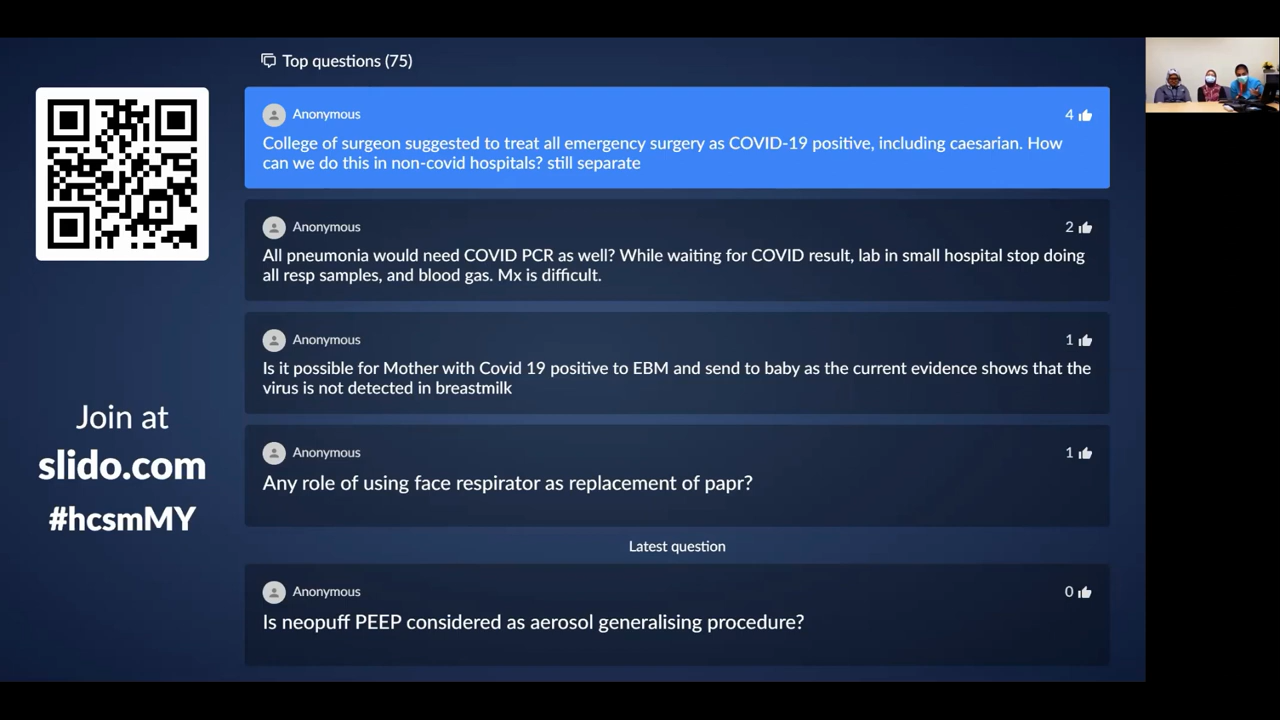 Top questions (75)
Anonymous
4
College of surgeon suggested to treat all emergency surgery as COVID-19 positive, including caesarian. How
can we do this in non-covid hospitals? still separate
Anonymous
2
All pneumonia would need COVID PCR as well? While waiting for COVID result, lab in small hospital stop doing
all resp samples, and blood gas. Mx is difficult.
Anonymous
1
Is it possible for Mother with Covid 19 positive to EBM and send to baby as the current evidence shows that the
virus is not detected in breastmilk
Anonymous
1
Any role of using face respirator as replacement of papr?
Latest question
Anonymous
0
Is neopuff PEEP considered as aerosol generalising procedure?
Join at
slido.com
#hcsmMY